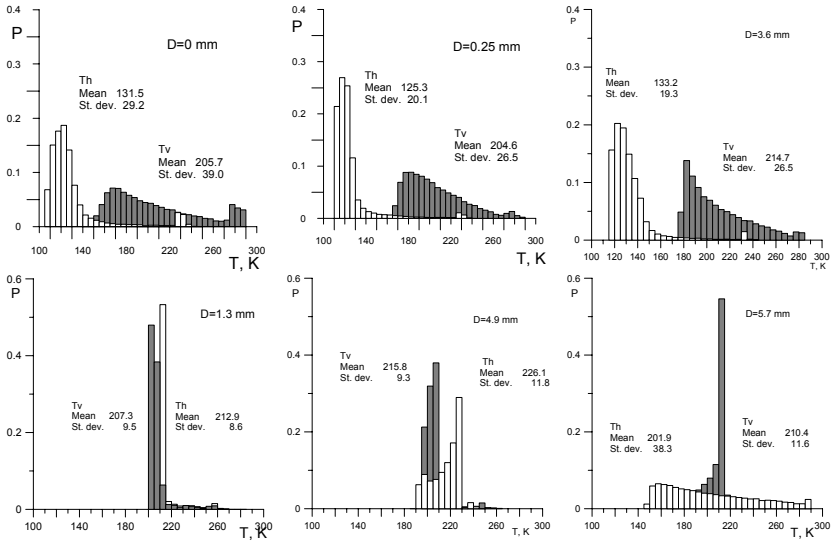 0.4
P
D=0 mm
0.3
Th
Mean 131.5
St. dev. 29.2
0.2
Tv
Mean 205.7
St. dev. 39.0
0.1
0
100 140 180 220 260 300
T, K
0.4
P
D=0.25 mm
0.3
Th
Mean 125.3
St. dev. 20.1
0.2
Tv
Mean 204.6
St. dev. 26.5
0.1
0
100 140 180 220 260 300
T, K
0.4
P
D=3.6 mm
0.3
Th
Mean 133.2
St. dev. 19.3
0.2
Tv
Mean 214.7
St. dev. 26.5
0.1
0
100 120 140 160 180 200 220 240 260 280 300
T, K
0.6
P
D=1.3 mm
0.4
Tv
Mean 207.3
St. dev. 9.5
Th
Mean 212.9
St. dev. 8.6
0.2
0
100 140 180 220 260 300
T, K
0.6
P
D=4.9 mm
0.4
Tv
Mean 215.8
St. dev. 9.3
Th
Mean 226.1
St. dev. 11.8
0.2
0
100 140 180 220 260 300
T, K
0.6
P
D=5.7 mm
0.4
Th
Mean 201.9
St. dev. 38.3
Tv
Mean 210.4
St. dev. 11.6
0.2
0
100 140 180 220 260 300
T, K